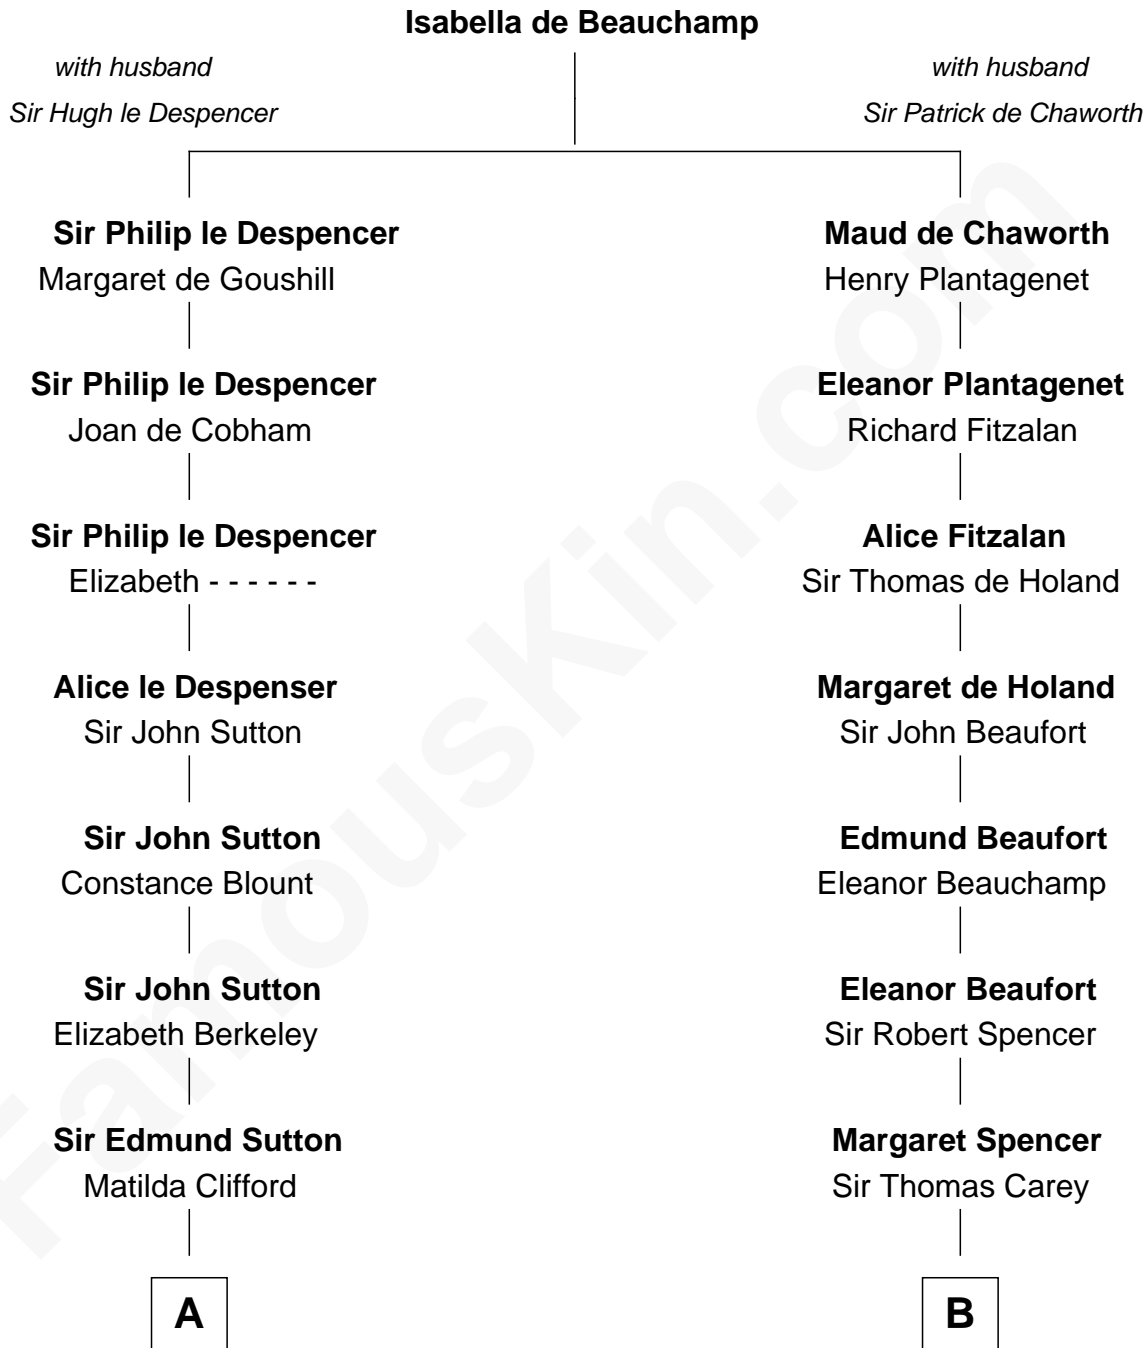 Isabella de Beauchamp
with husband
Sir Hugh le Despencer
with husband
Sir Patrick de Chaworth
Sir Philip le Despencer
Margaret de Goushill
Maud de Chaworth
Henry Plantagenet
Sir Philip le Despencer
Joan de Cobham
Eleanor Plantagenet
Richard Fitzalan
Sir Philip le Despencer
Elizabeth - - - - - -
Alice Fitzalan
Sir Thomas de Holand
Alice le Despenser
Sir John Sutton
Margaret de Holand
Sir John Beaufort
Sir John Sutton
Constance Blount
Edmund Beaufort
Eleanor Beauchamp
Sir John Sutton
Elizabeth Berkeley
Eleanor Beaufort
Sir Robert Spencer
Sir Edmund Sutton
Matilda Clifford
Margaret Spencer
Sir Thomas Carey
A
B
FamousKin.com